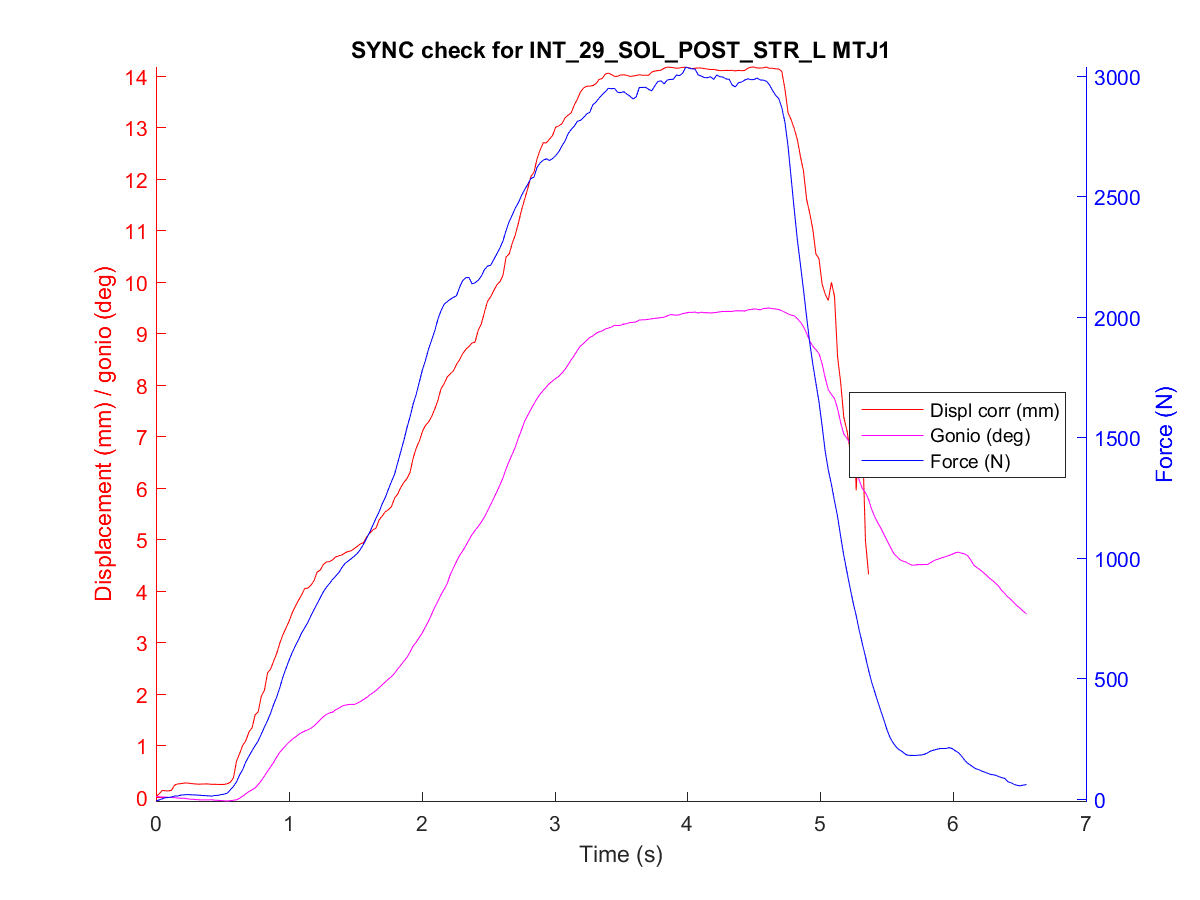 SYNC check for INT_29_SOL_POST_STR_L MTJ1
Displacement (mm) / gonio (deg)
14
13
12
11
10
9
8
7
6
5
4
3
2
1
0
3000
2500
2000
1500
1000
500
0
Force (N)
Displ corr (mm)
Gonio (deg)
Force (N)
0 1 2 3 4 5 6 7
Time (s)